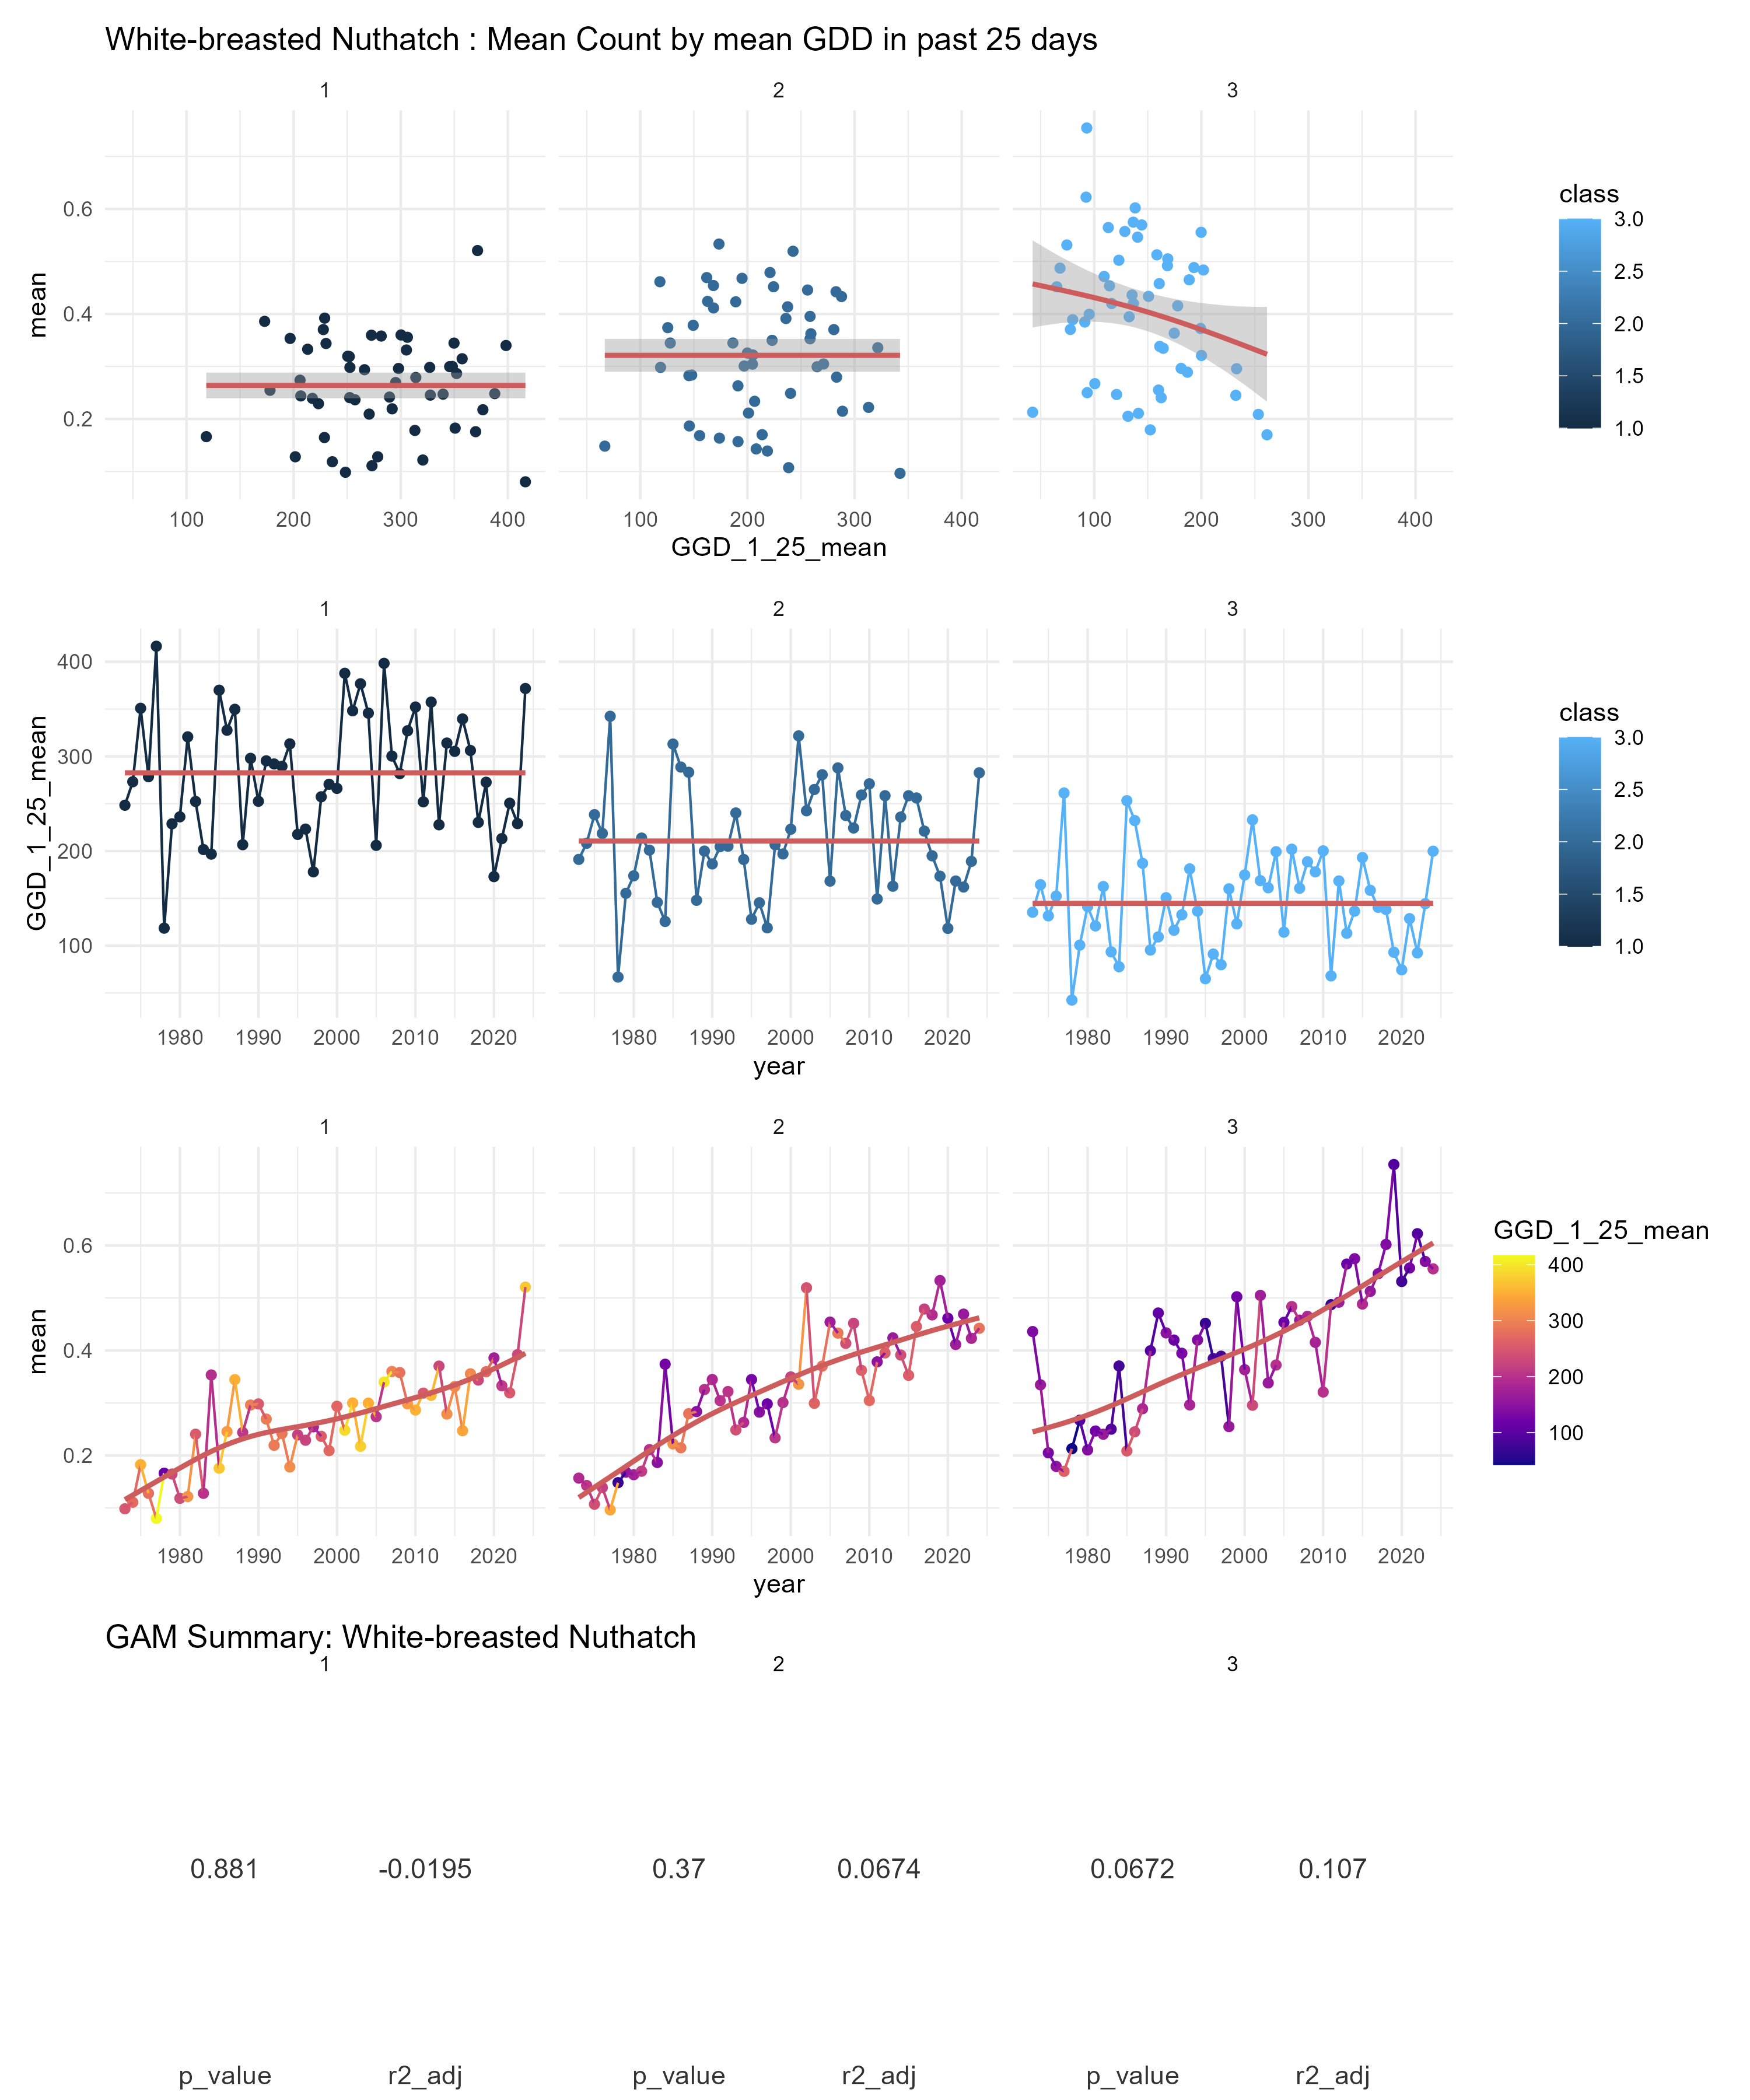 White-breasted Nuthatch : Mean Count by mean GDD in past 25 days
1 2 3
mean
0.6
0.4
0.2
100 200 300 400 100 200 300 400 100 200 300 400
GGD_1_25_mean
class
3.0
2.5
2.0
1.5
1.0
1 2 3
GGD_1_25_mean
400
300
200
100
1980 1990 2000 2010 2020 1980 1990 2000 2010 2020 1980 1990 2000 2010 2020
year
class
3.0
2.5
2.0
1.5
1.0
1 2 3
mean
0.6
0.4
0.2
1980 1990 2000 2010 2020 1980 1990 2000 2010 2020 1980 1990 2000 2010 2020
year
GGD_1_25_mean
400
300
200
100
GAM Summary: White-breasted Nuthatch
1 2 3
0.881 -0.0195 0.37 0.0674 0.0672 0.107
p_value r2_adj p_value r2_adj p_value r2_adj